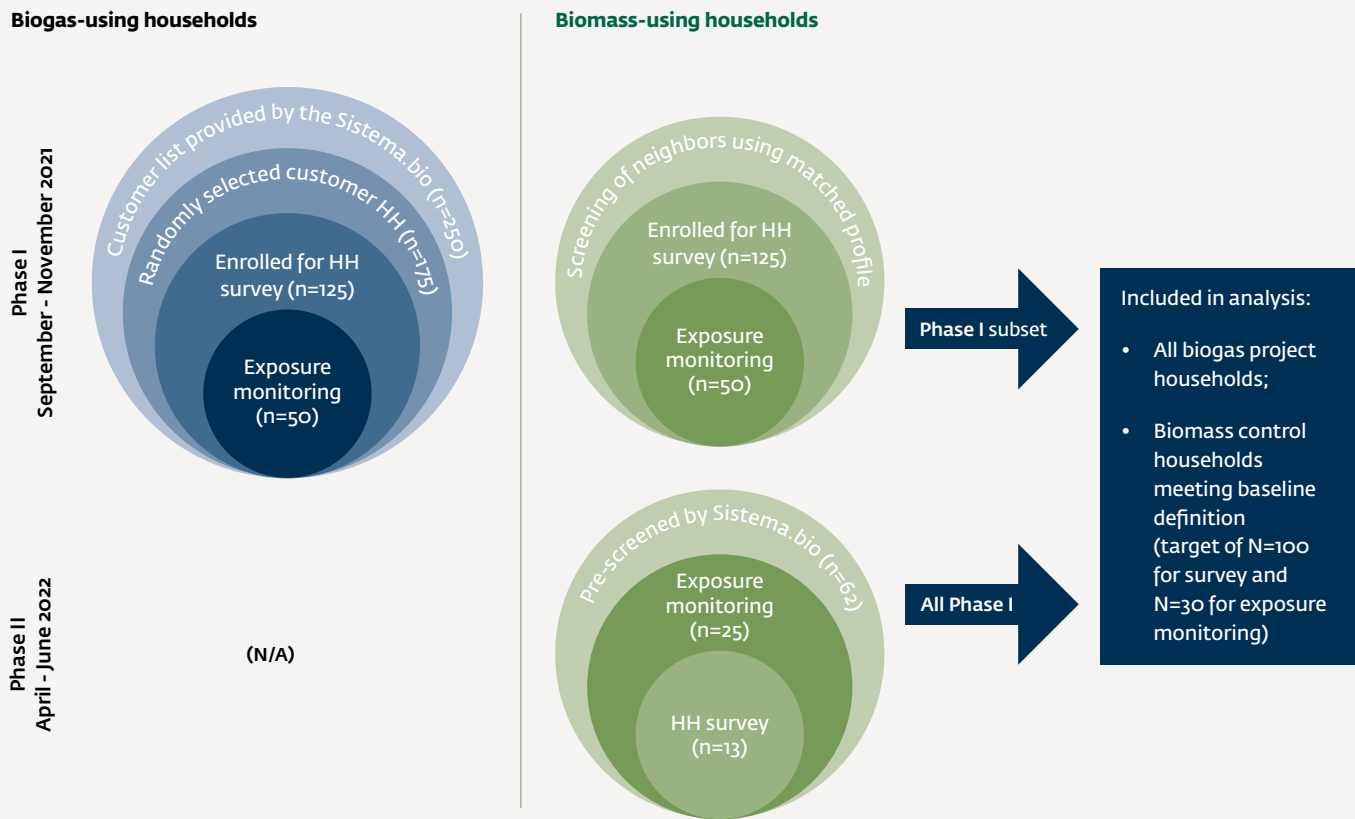 Biogas-using households
Biomass-using households
Phase I
September - November 2021
Customer list provided by the Sistema.bio (n=250)
Randomly selected customer HH (n=175)
Enrolled for HH
survey (n=125)
Exposure
monitoring
(n=50)
Screening of neighbors using matched profile
Enrolled for HH
survey (n=125)
Exposure
monitoring
(n=50)
Phase I subset
Phase II
April - June 2022
(N/A)
Pre-screened by Sistema.bio (n=62)
Exposure
monitoring
(n=25)
HH survey
(n=13)
All Phase I
Included in analysis:
• All biogas project
households;
• Biomass control
households
meeting baseline
definition
(target of N=100
for survey and
N=30 for exposure
monitoring)